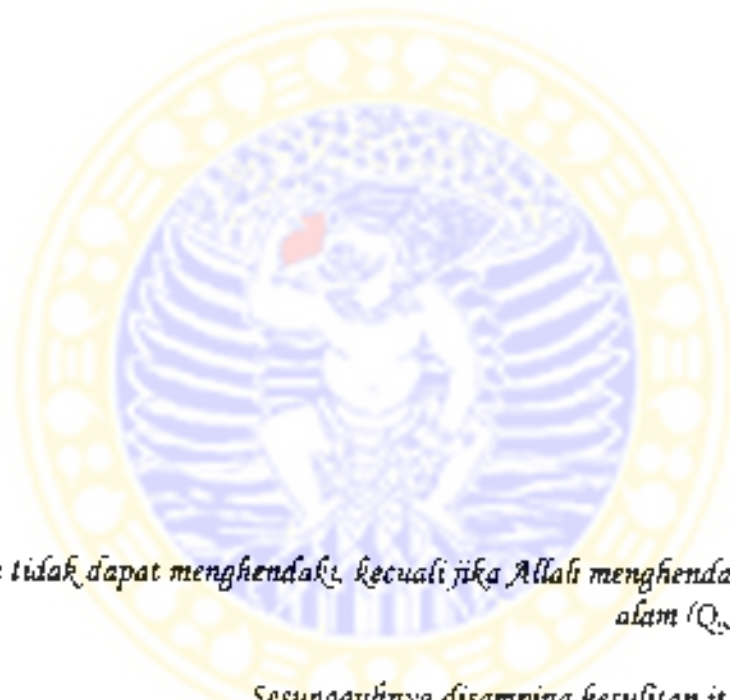 tidak dapat menghendaki, kecuali jika Allah menghenda
alam (Q.
Sesungguhnya disamping kesulitan it